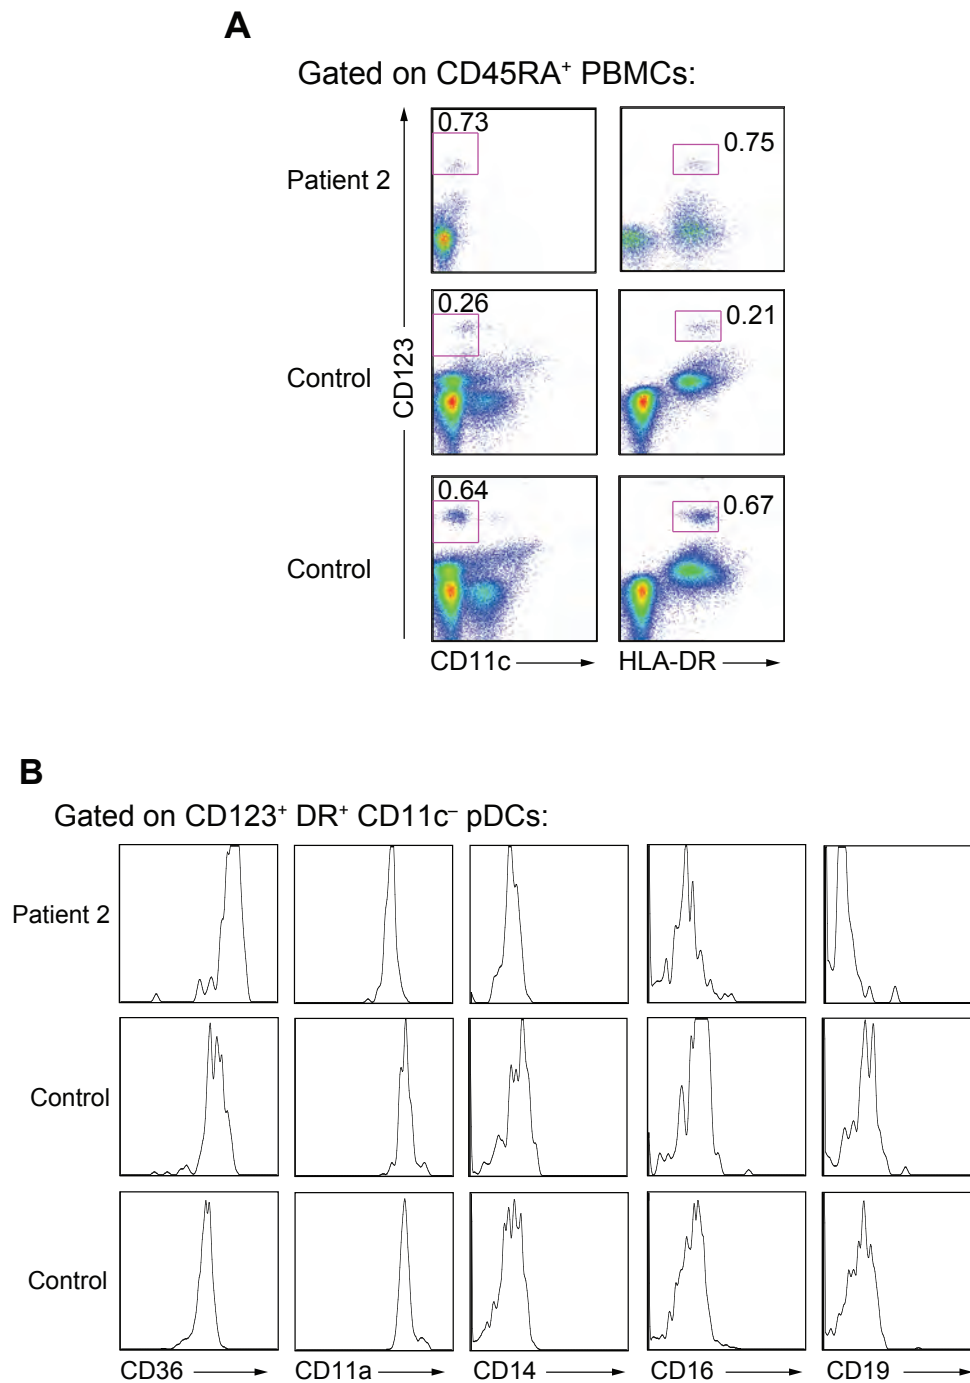 A
Gated on CD45RA⁺ PBMCs:
Patient 2
0.73
0.75
Control
0.26
0.21
Control
0.64
0.67
CD123
CD11c
HLA-DR
B
Gated on CD123⁺ DR⁺ CD11c⁻ pDCs:
Patient 2
Control
Control
CD36
CD11a
CD14
CD16
CD19